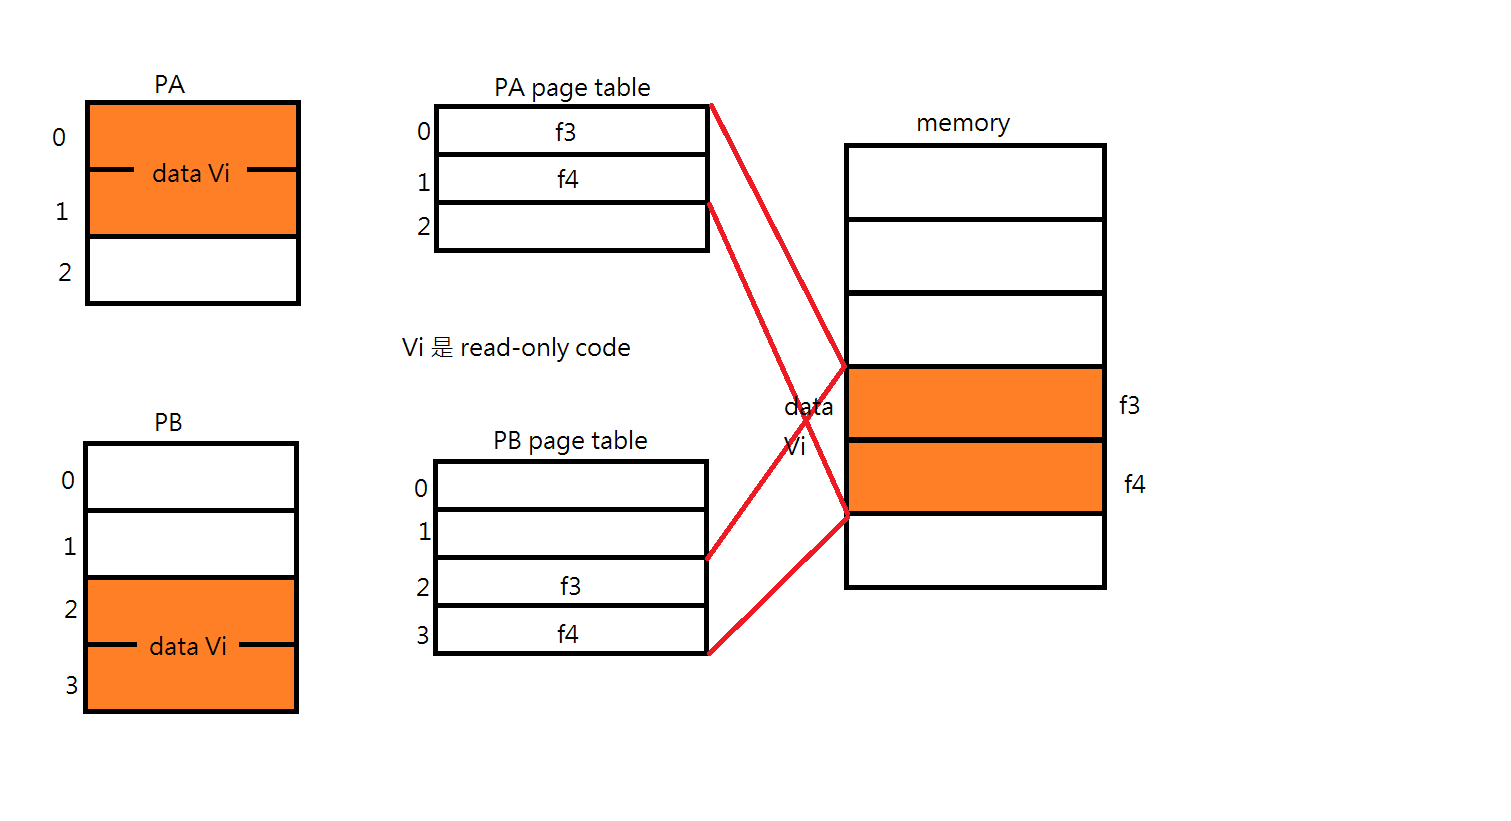 PA
0
data Vi
1
2
PA page table
0
f3
1
f4
2
memory
Vi 是 read-only code
data
Vi
f3
f4
PB
0
1
2
data Vi
3
PB page table
0
1
2
f3
3
f4